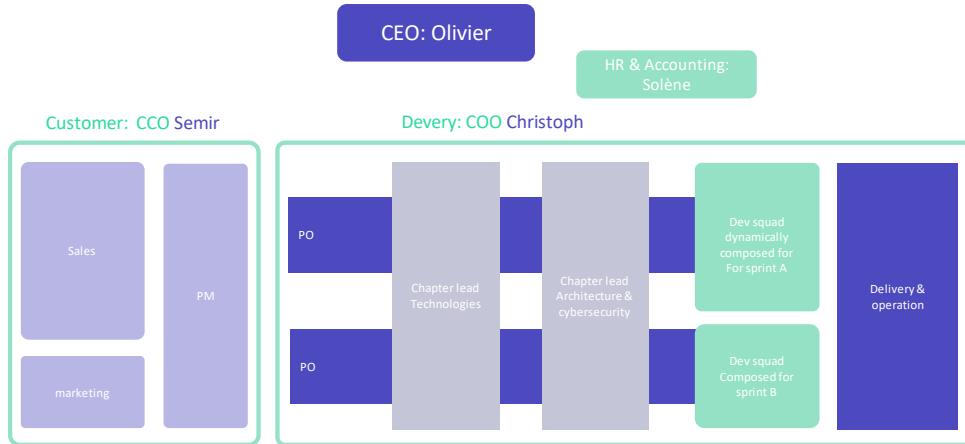 CEO: Olivier
HR & Accounting:
Solène
Customer: CCO Semir
Devery: COO Christoph
Sales
marketing
PM
PO
PO
Chapter lead
Technologies
Chapter lead
Architecture &
cybersecurity
Dev squad
dynamically
composed for
For sprint A
Dev squad
Composed for
sprint B
Delivery &
operation